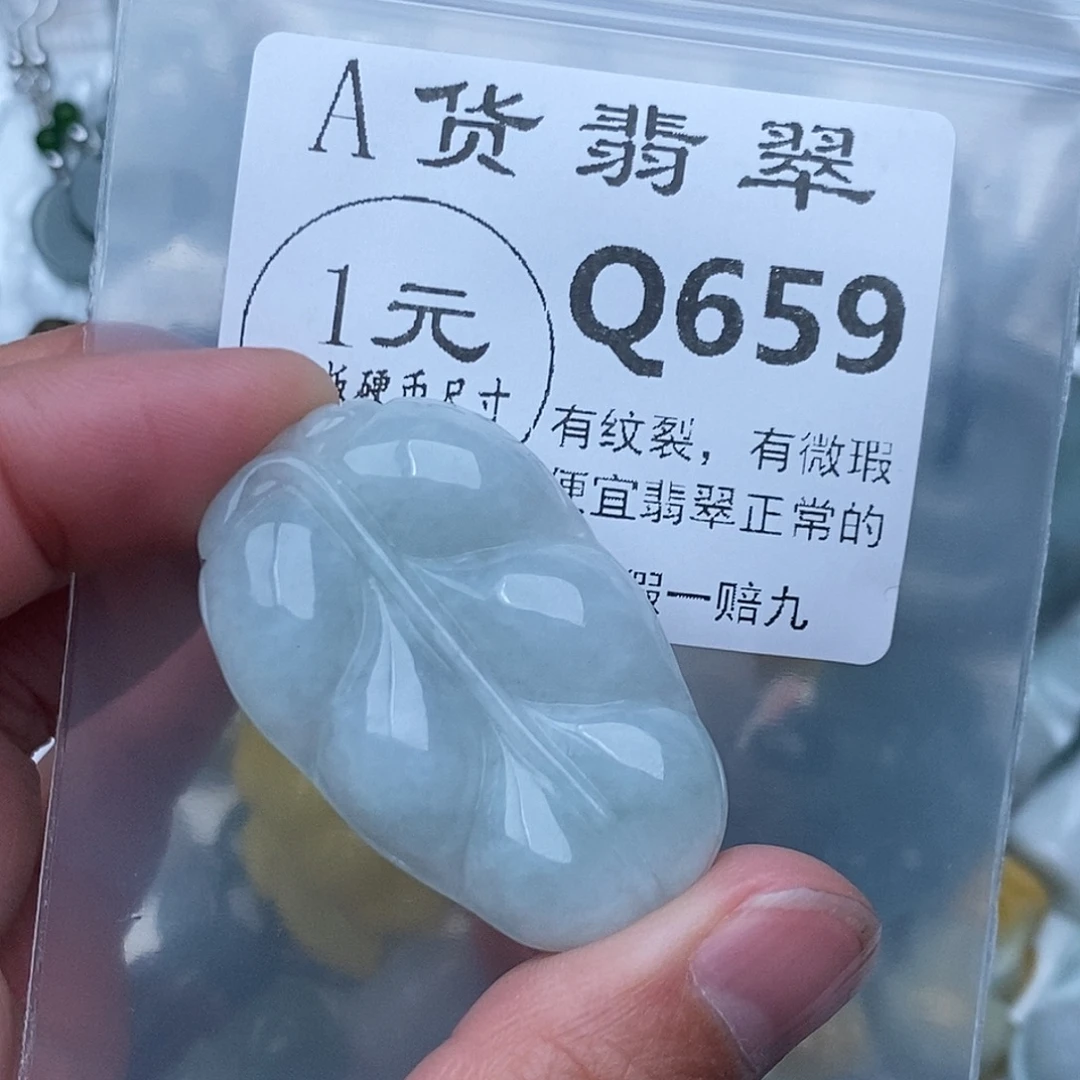 A货翡翠
1元
硬币尺寸
Q659
有纹裂，有微瑕
便宜翡翠正常的
假一赔九